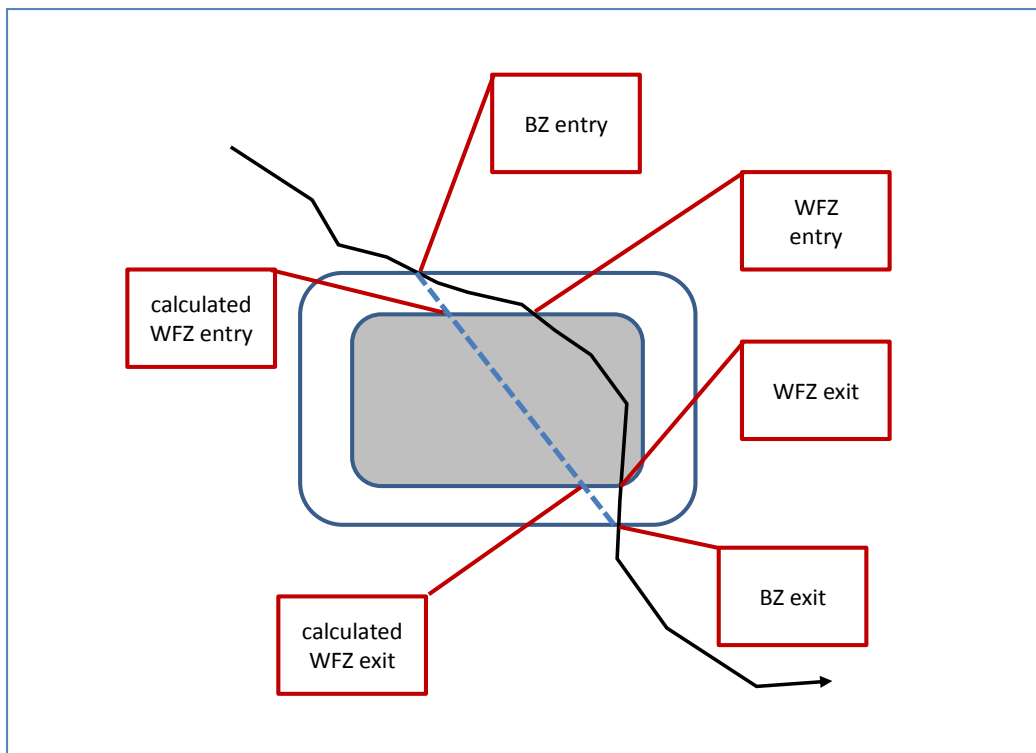 BZ entry
WFZ
entry
calculated
WFZ entry
WFZ exit
BZ exit
calculated
WFZ exit